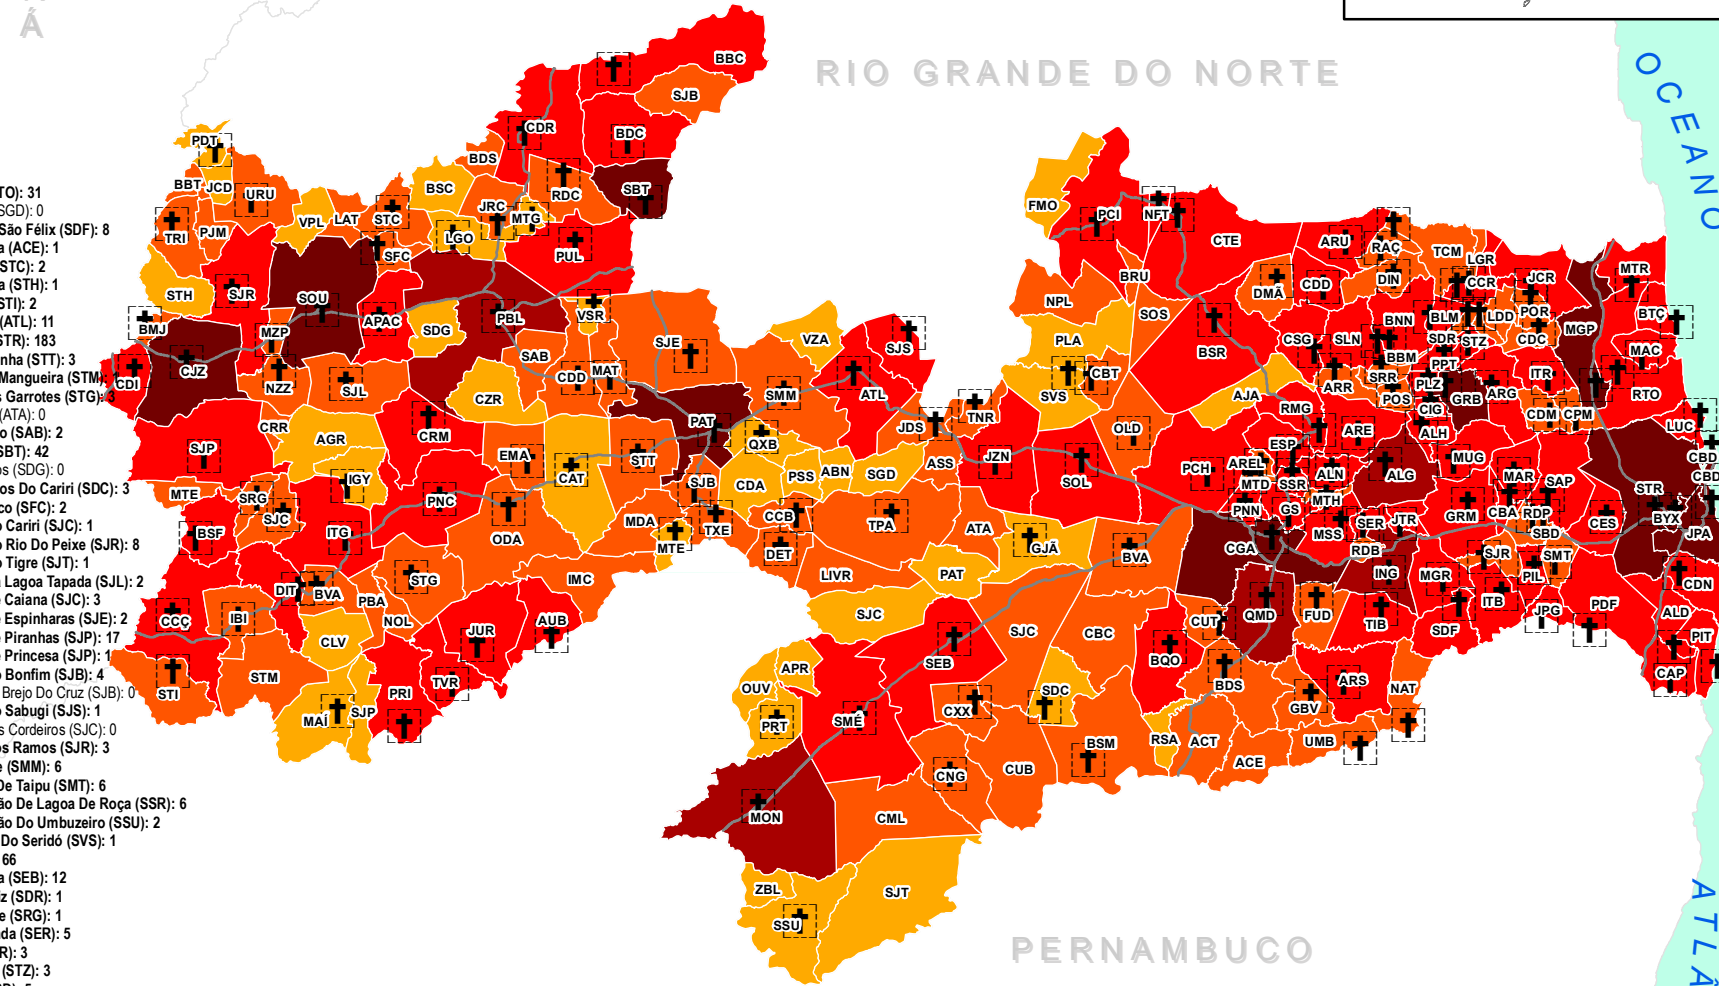 Á
RIO GRANDE DO NORTE
OCEANO
ATLÂ
PERNAMBUCO
TO): 31
SGD): 0
São Félix (SDF): 8
a (ACE): 1
STC): 2
a (STH): 1
STI): 2
(ATL): 11
STR): 183
inha (STT): 3
Mangueira (STM):
s Garrotes (STG): 3
(ATA): 0
o (SAB): 2
SBT): 42
os (SDG): 0
os Do Cariri (SDC): 3
co (SFC): 2
o Cariri (SJC): 1
o Rio Do Peixe (SJR): 8
o Tigre (SJT): 1
a Lagoa Tapada (SJL): 2
e Caiana (SJC): 3
e Espinharas (SJE): 2
e Piranhas (SJP): 17
e Princesa (SJP): 1
o Bonfim (SJB): 4
Brejo Do Cruz (SJB): 0
o Sabugi (SJS): 1
s Cordeiros (SJC): 0
os Ramos (SJR): 3
e (SMM): 6
De Taipu (SMT): 6
ão De Lagoa De Roça (SSR): 6
ão Do Umbuzeiro (SSU): 2
Do Seridó (SVS): 1
66
a (SEB): 12
iz (SDR): 1
e (SRG): 1
da (SER): 5
R): 3
(STZ): 3
BBC
SJB
CDR
BDC
PDT
BDS
BBT
JCD
URU
BSC
RDC
SBT
JRC
MTG
VPL
LAT
STC
TRI
PJM
LGO
SFC
PUL
STH
SJR
SOU
BMJ
APAC
SDG
PBL
VSR
MZP
CDI
CJZ
NZZ
SJL
SAB
CDD
MAT
SJE
VZA
SJS
CZR
SMM
ATL
CRR
AGR
CRM
PAT
QXB
JDS
TNR
SJP
EMA
CAT
STT
IGY
MTE
SRG
SJC
PNC
SJB
CDA
PSS
ABN
SGD
ASS
BSF
ITG
ODA
MDA
TXE
CCB
TPA
MTE
DET
ATA
GJÃ
DIT
BVA
STG
IMC
LIVR
PAT
CCÇ
IBI
PBA
NOL
CLV
JUR
AUB
SJC
STI
STM
PRI
TVR
MAÍ
SJP
FMO
PCI
NFT
CTE
ARU
RAÇ
TCM
LGR
BRU
DMÃ
CDD
DIN
CCR
JCR
MTR
NPL
SOS
BNN
BLM
LDD
POR
BTC
MGP
PLA
BSR
CSG
SLN
SDR
STZ
CDC
MAC
BBM
PPT
SVS
CBT
ARR
SRR
PLZ
ITR
RTO
AJA
POS
GRB
ARG
RMG
CIG
CDM
CPM
OLD
ARE
ALH
LUC
ESP
JZN
SOL
PCH
AREL
ALN
ALG
MUG
CBD
MTD
SSR
MAR
SAP
CBD
MTH
STR
PNN
GS
GRM
CBA
RDP
CES
BYX
MSS
SER
JTR
SBD
JPA
BVA
CGA
RDB
SJR
SMT
ING
MGR
PIL
CDN
ITB
QMD
FUD
TIB
JPG
PDF
ALD
CUT
SDF
PIT
SJC
CBC
SEB
BQO
CAP
APR
BDS
ARS
NAT
OUV
SDC
GBV
PRT
SMÉ
CXX
RSA
ACT
UMB
BSM
ACE
CNG
CUB
MON
CML
ZBL
SJT
SSU